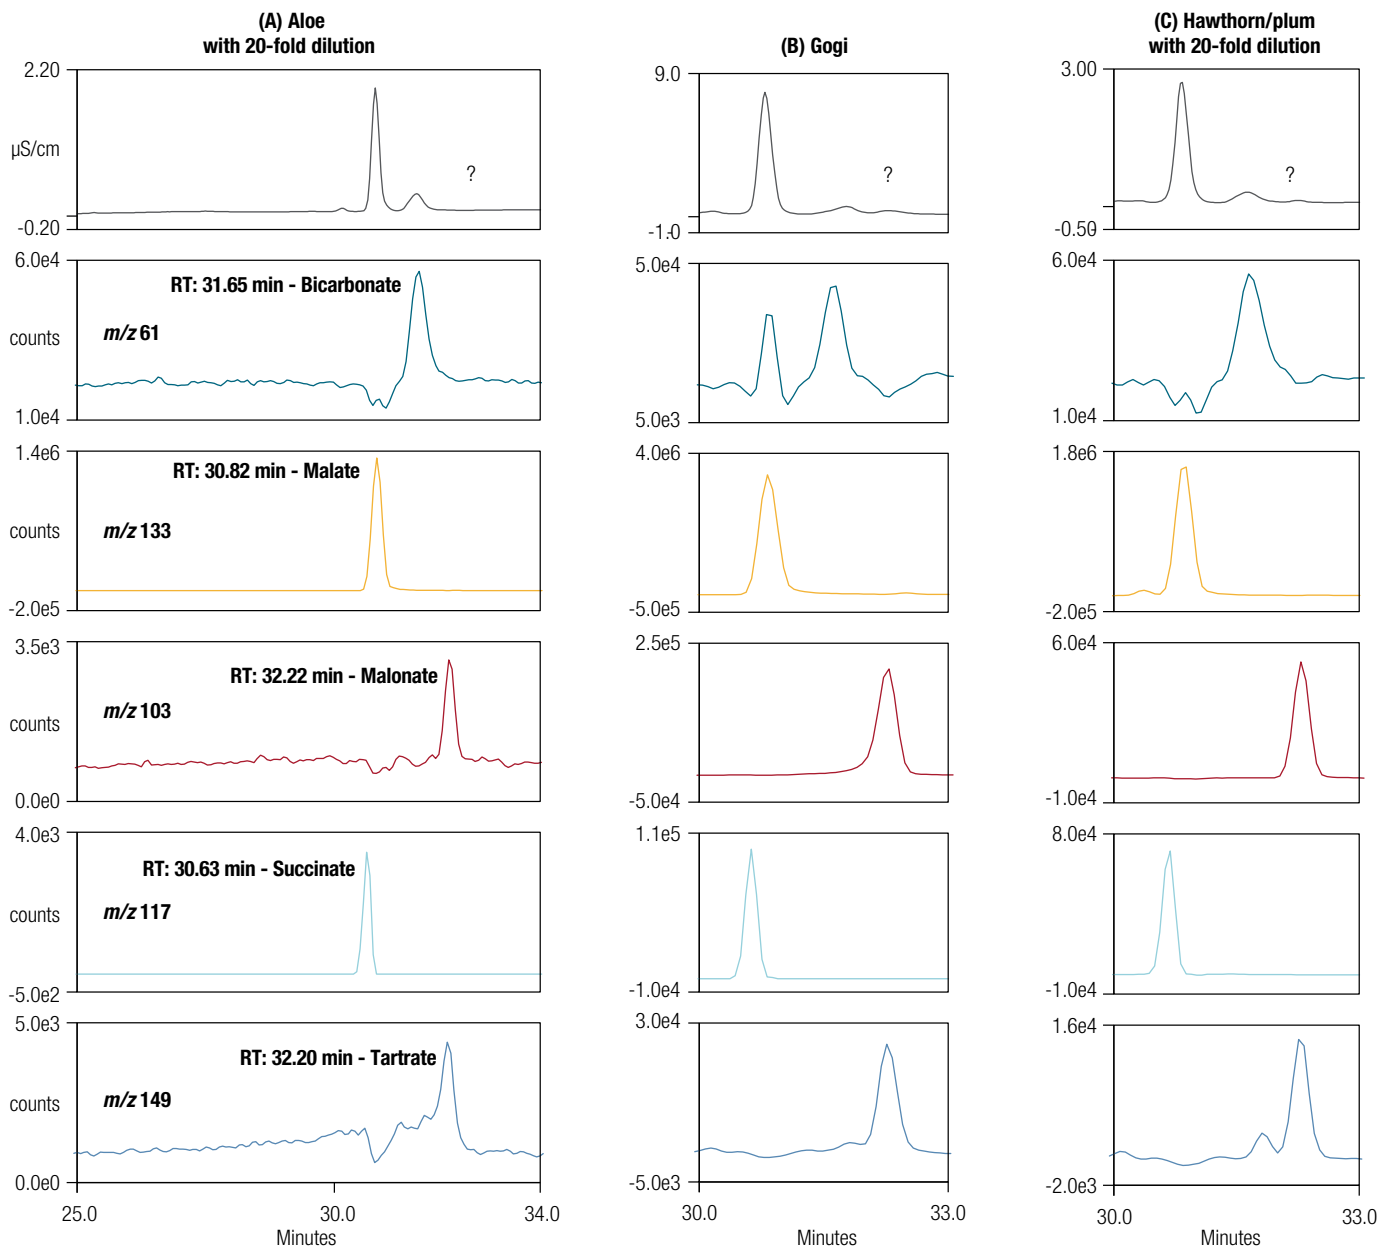 (A) Aloe
with 20-fold dilution
(B) Gogi
(C) Hawthorn/plum
with 20-fold dilution
2.20
µS/cm
-0.20
?
9.0
-1.0
?
3.00
-0.50
?
6.0e4
counts
1.0e4
RT: 31.65 min - Bicarbonate
m/z 61
5.0e4
5.0e3
6.0e4
1.0e4
1.4e6
counts
-2.0e5
RT: 30.82 min - Malate
m/z 133
4.0e6
-5.0e5
1.8e6
-2.0e5
3.5e3
counts
0.0e0
RT: 32.22 min - Malonate
m/z 103
2.5e5
-5.0e4
6.0e4
-1.0e4
4.0e3
counts
-5.0e2
RT: 30.63 min - Succinate
m/z 117
1.1e5
-1.0e4
8.0e4
-1.0e4
5.0e3
counts
0.0e0
RT: 32.20 min - Tartrate
m/z 149
3.0e4
-5.0e3
1.6e4
-2.0e3
25.0 30.0 34.0
Minutes
30.0 33.0
Minutes
30.0 33.0
Minutes